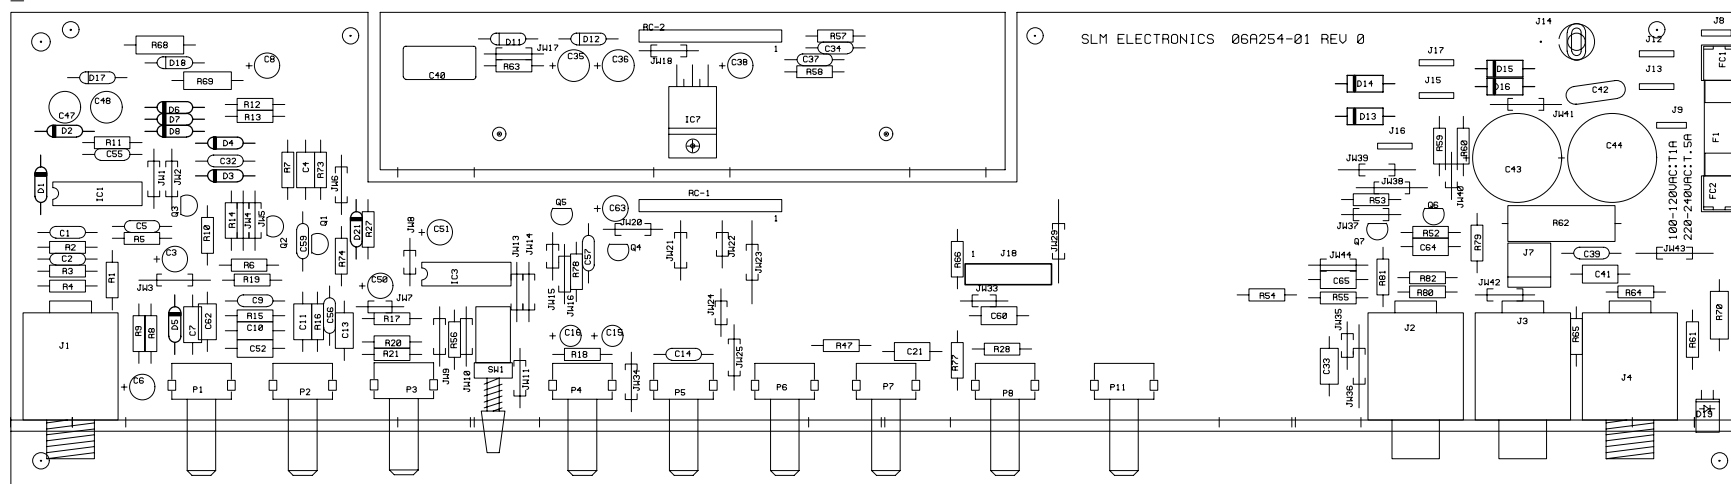 SLM ELECTRONICS 06A254-01 REV 0
R68
D18
D17
R69
C8
C47
C48
D6
D7
D8
R12
R13
D2
R11
C55
D4
C32
D3
D1
IC1
JW1
JW2
Q3
R7
C4
R73
JW6
C40
D11
JW17
R63
D12
C35
C36
RC-2
1
JW18
C38
R57
C34
C37
R58
IC7
J14
J17
J15
D14
D13
J16
D15
D16
JW41
C42
J12
J13
J8
J9
FC1
F1
FC2
100-120VAC:T1A
220-240VAC:T.5A
C43
C44
R59
R60
JW39
JW38
JW40
R53
JW37
Q6
Q7
R52
C64
R79
R62
J7
C39
C41
JW43
C1
R2
C2
R3
R4
R1
C5
R5
C3
JW3
R10
R14
JW4
JW5
Q2
Q1
C59
R74
D21
R27
R6
R19
JW8
C51
C50
JW7
IC3
JW13
JW14
Q5
C63
JW20
Q4
C57
R78
JW15
JW16
RC-1
1
JW21
JW22
JW23
JW24
JW25
R66
1
J18
JW29
JW33
C60
R54
JW44
C65
R55
R81
R82
R80
JW42
R64
R70
J1
R9
R8
D5
C7
C62
C9
R15
C10
C52
C11
R16
C56
C13
R17
R20
R21
R56
JW9
JW10
SW1
JW11
C16
C19
R18
JW34
C14
R47
C21
R77
R28
JW35
C33
JW36
J2
J3
R65
J4
R61
D19
C6
P1
P2
P3
P4
P5
P6
P7
P8
P11